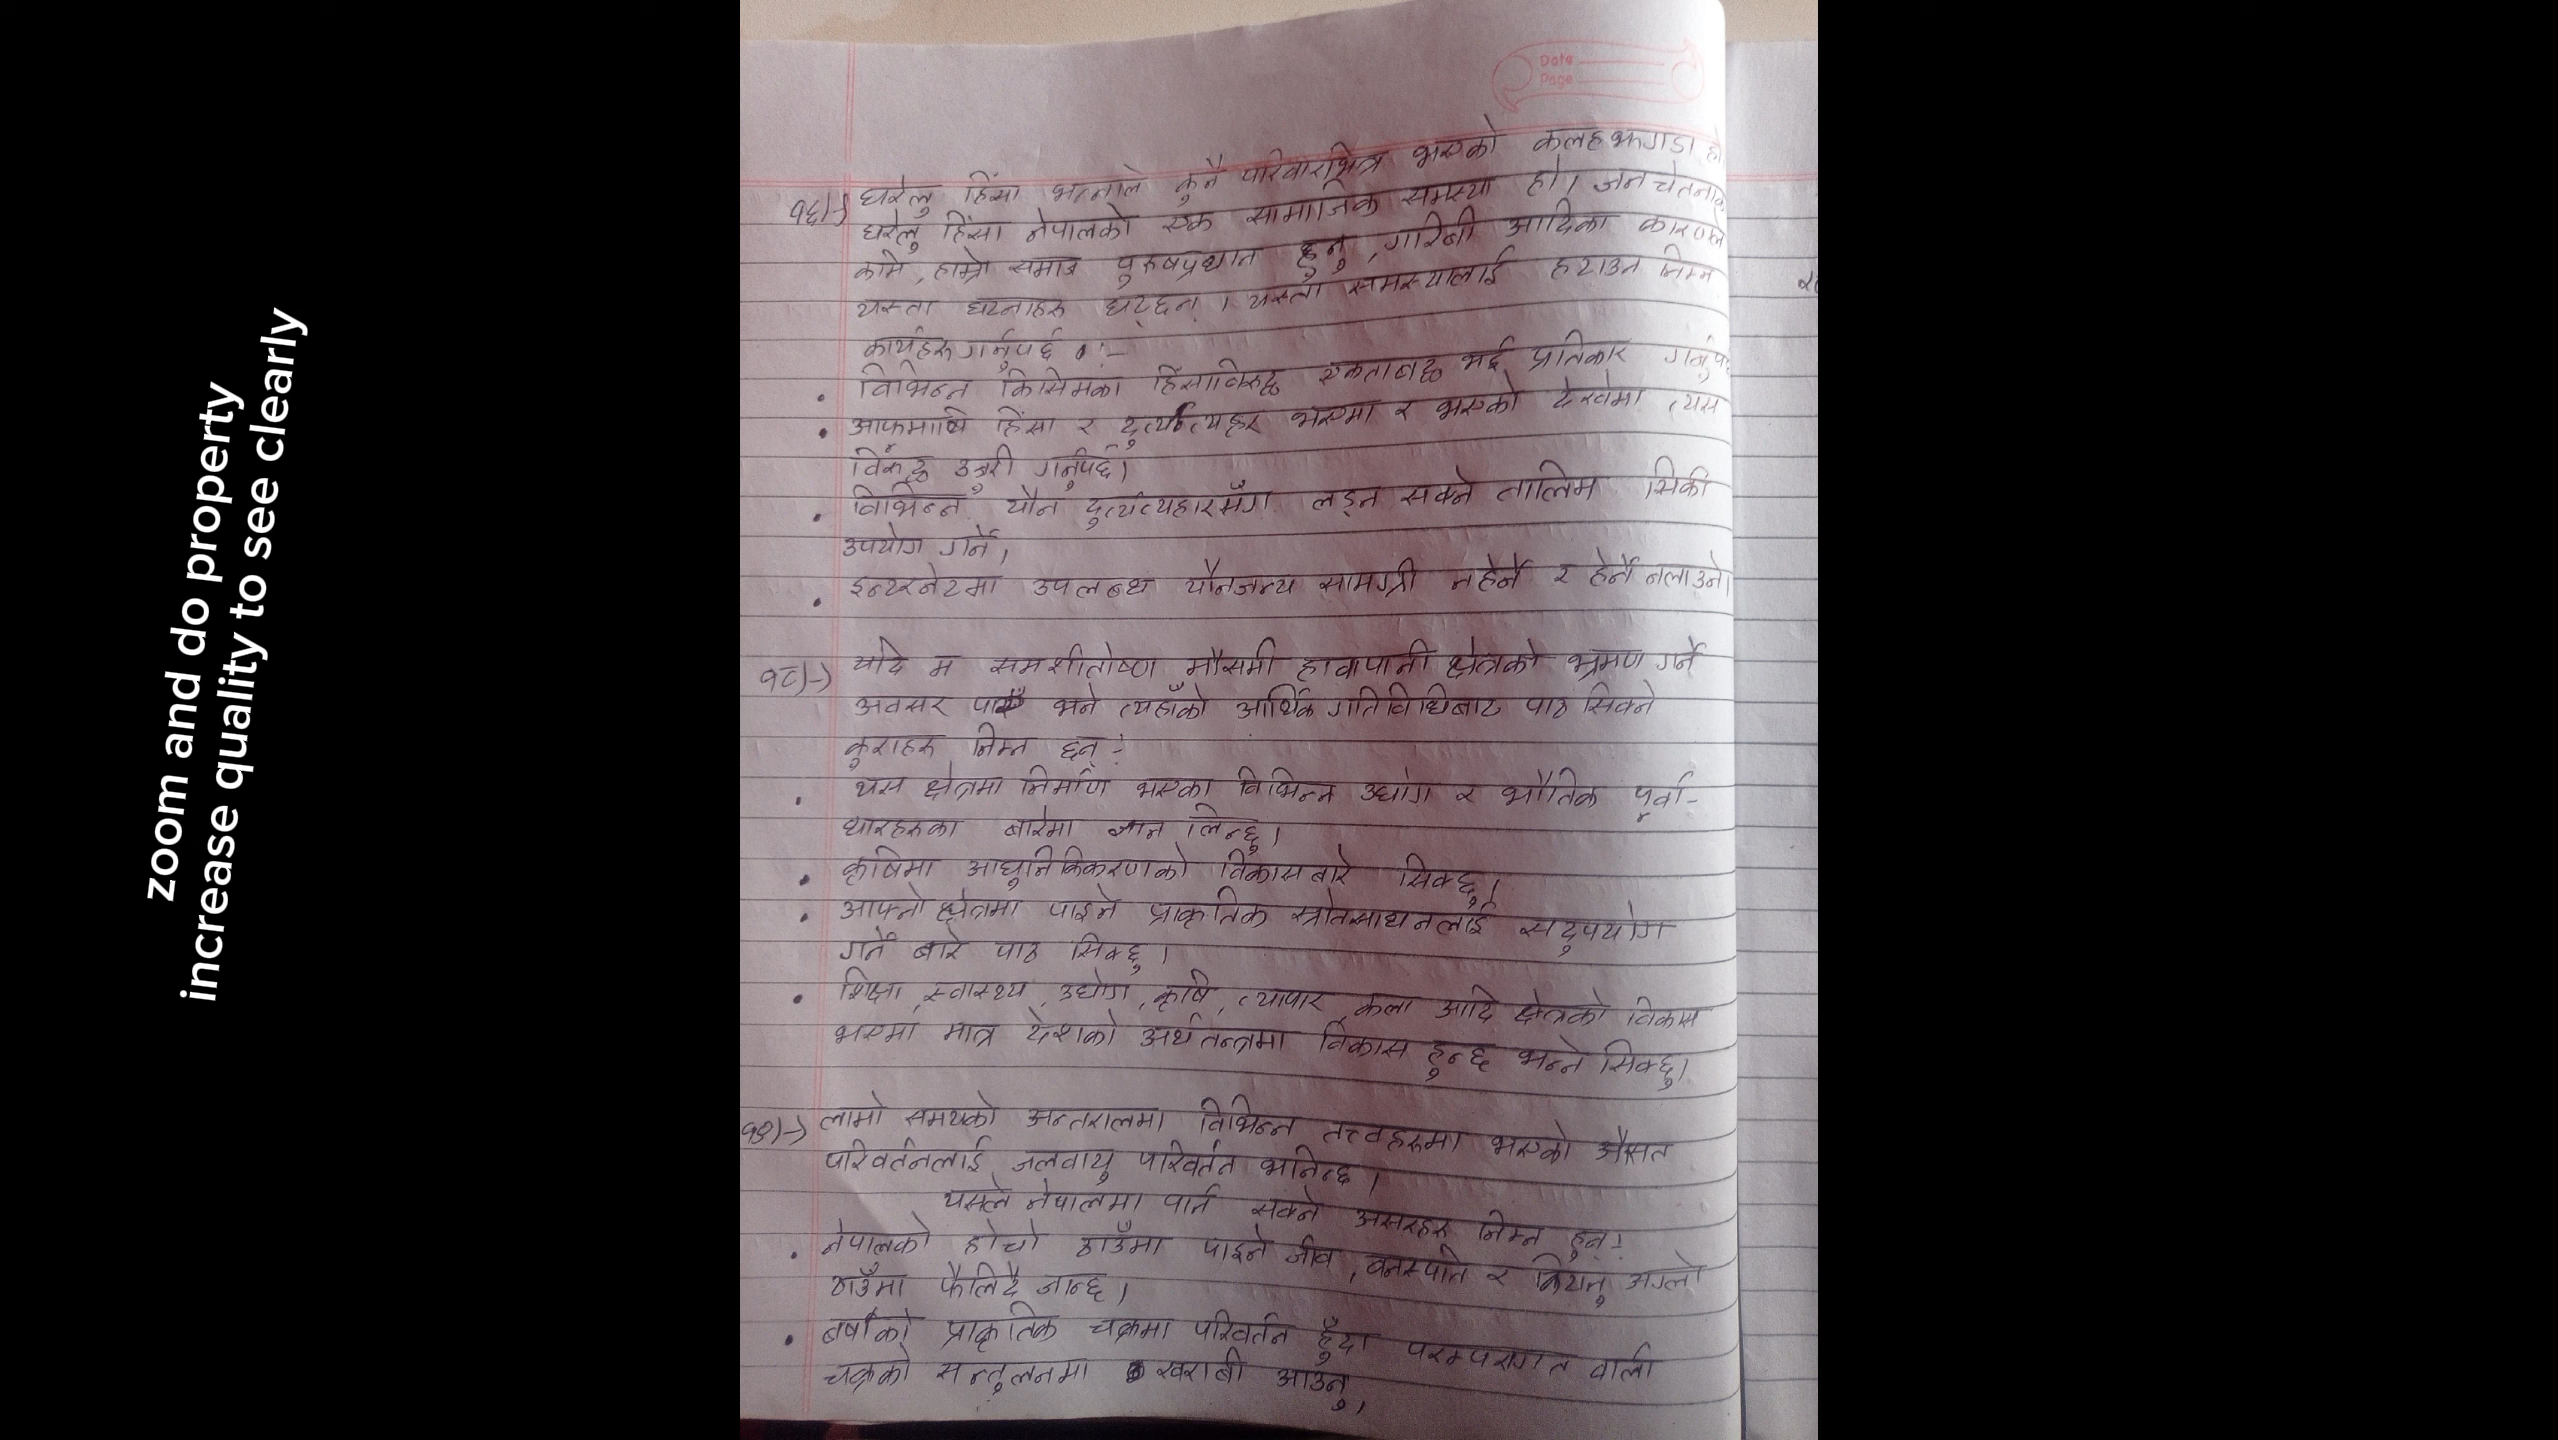 zoom and do property
increase quality to see clearly
Date
Page
१६)→ घरेलु हिंसा भन्नाले कुनै परिवारभित्र भएको कलहझगडा हो
घरेलु हिंसा नेपालको एक सामाजिक समस्या हो। जनचेतनाको
कमि, हाम्रो समाज पुरुषप्रधान हुनु, गरिबी आदिका कारणले
यस्ता घटनाहरू घट्छन्। यस्ता समस्यालाई हटाउन निम्न
कार्यहरू गर्नुपर्छ :-
• विभिन्न किसिमका हिंसाविरुद्ध एकताबद्ध भई प्रतिकार
• आफूमाथि हिंसा र भएमा र भएको देखेमा त्यस
विरुद्ध उजुरी गर्नुपर्छ।
• विभिन्न यौन दुर्व्यव्यहारसँग लड्न सक्ने तालिम सिकी
उपयोग गर्ने।
• इन्टरनेटमा उपलब्ध यौनजन्य सामग्री नहेर्ने र हेर्न नलाउने।
१८)→ यदि म समशीतोष्ण मौसमी हावापानी क्षेत्रको भ्रमण गर्ने
अवसर पाएँ भने त्यहाँको आर्थिक गतिविधिबाट पाठ सिक्ने
कुराहरू निम्न छन् :
• यस क्षेत्रमा निर्माण भएका विभिन्न उद्योग र भौतिक पूर्वा-
धारहरूका बारेमा ज्ञान लिन्छु।
• कृषिमा आधुनिकिकरणको विकासबारे सिक्छु।
• आफ्नो क्षेत्रमा पाइने प्राकृतिक स्रोतसाधनलाई सदुपयोग
गर्ने बारे पाठ सिक्छु।
• शिक्षा, स्वास्थ्य, उद्योग, कृषि, व्यापार, कला आदि क्षेत्रको विकास
भएमा मात्र देशको अर्थतन्त्रमा विकास हुन्छ भन्ने सिक्छु।
१७)→ लामो समयको अन्तरालमा विभिन्न तत्त्वहरूमा भएको औसत
परिवर्तनलाई जलवायु परिवर्तन भनिन्छ।
यसले नेपालमा पार्न सक्ने असरहरू निम्न हुन् :
• नेपालको होचो ठाउँमा पाइने जीव, वनस्पति र अग्लो
ठाउँमा फैलिदै जान्छ।
• वर्षाको प्राकृतिक चक्रमा परिवर्तन हुँदा परम्परागत वाली
चक्रको सन्तुलनमा खराबी आउनु,